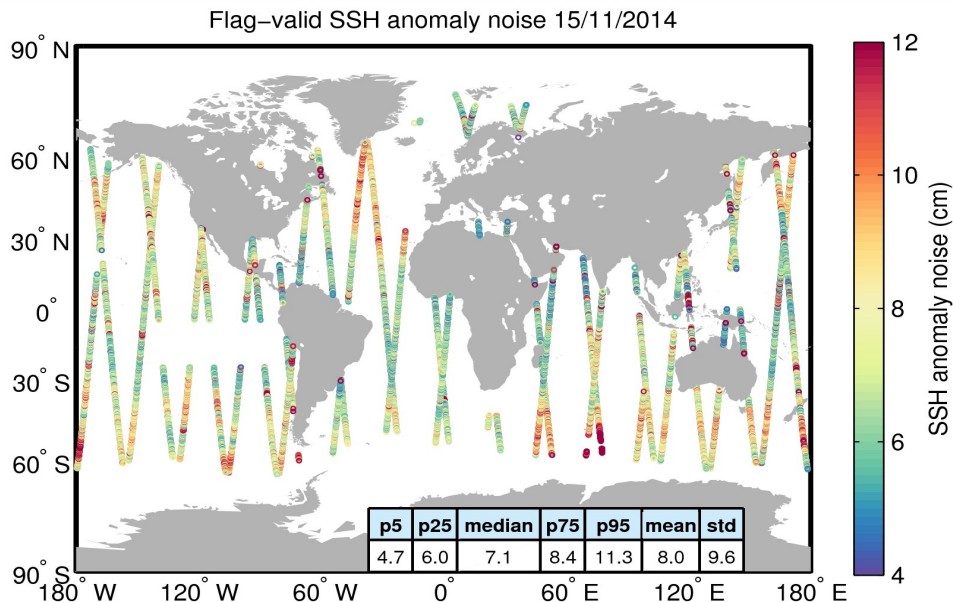 Flag−valid SSH anomaly noise 15/11/2014
90° N
60° N
30° N
0°
30° S
60° S
90° S
180° W
120° W
60° W
0°
60° E
120° E
180° E
p5 p25 median p75 p95 mean std
4.7 6.0 7.1 8.4 11.3 8.0 9.6
12
10
8
6
4
SSH anomaly noise (cm)